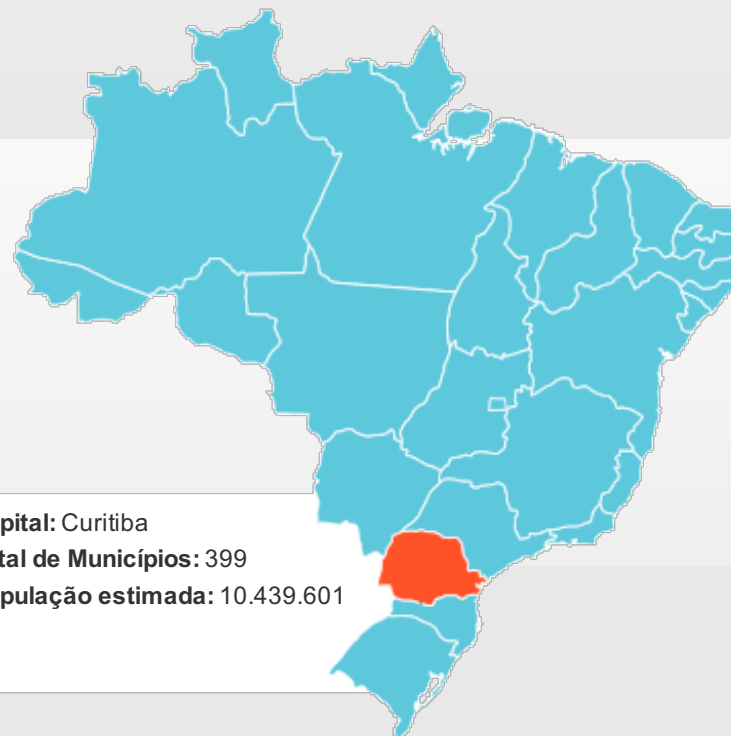 pital: Curitiba
tal de Municípios: 399
pulação estimada: 10.439.601